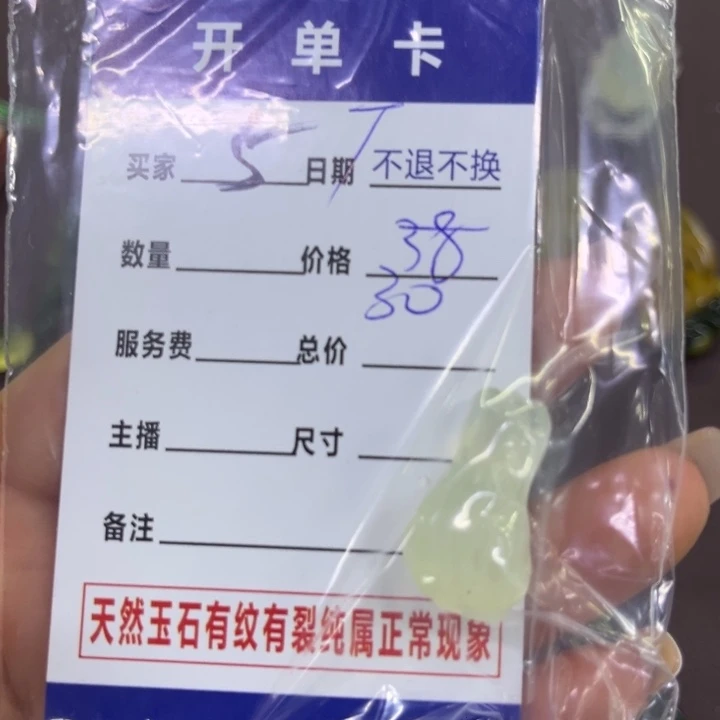 开单卡
买家 5 日期 不退不换
数量 价格 38
30
服务费 总价
主播 尺寸
备注
天然玉石有纹有裂纯属正常现象